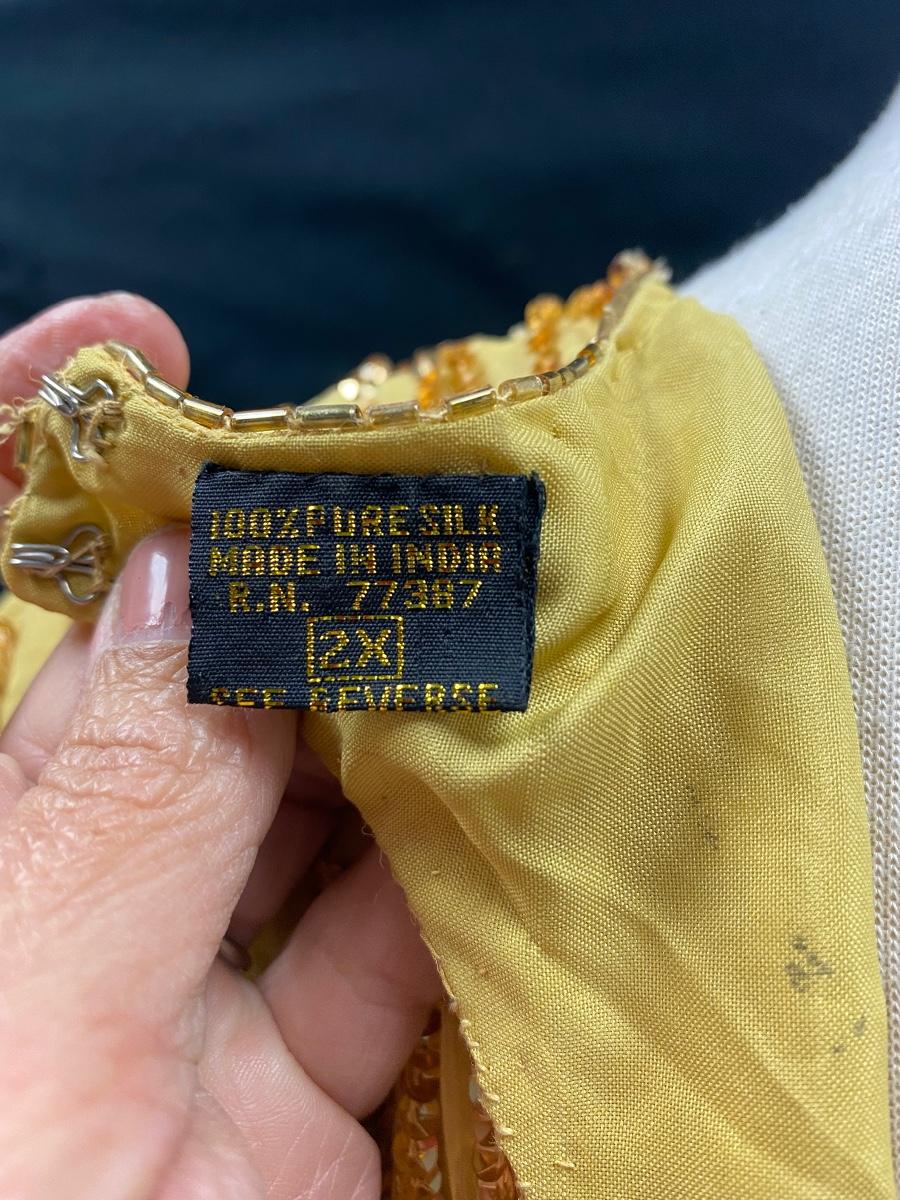 100% PURE SILK
MADE IN INDIA
R.N. 77387
2X
SEE REVERSE